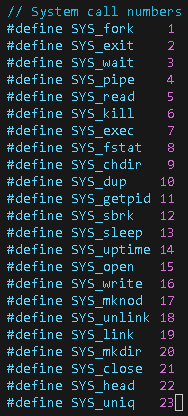 // System call numbers
#define SYS_fork    1
#define SYS_exit    2
#define SYS_wait    3
#define SYS_pipe    4
#define SYS_read    5
#define SYS_kill    6
#define SYS_exec    7
#define SYS_fstat   8
#define SYS_chdir   9
#define SYS_dup    10
#define SYS_getpid 11
#define SYS_sbrk   12
#define SYS_sleep  13
#define SYS_uptime 14
#define SYS_open   15
#define SYS_write  16
#define SYS_mknod  17
#define SYS_unlink 18
#define SYS_link   19
#define SYS_mkdir  20
#define SYS_close  21
#define SYS_head   22
#define SYS_uniq   23